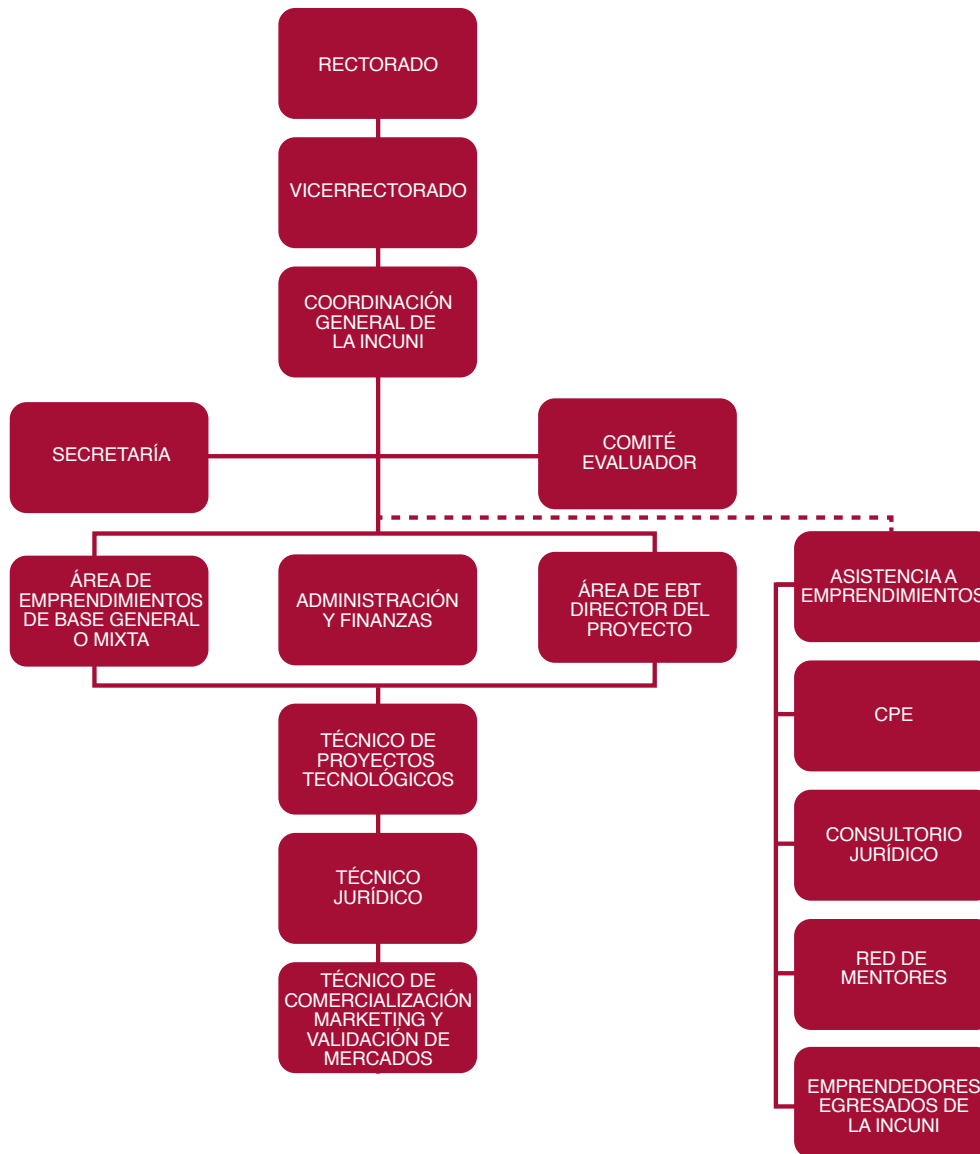 RECTORADO
VICERRECTORADO
COORDINACIÓN
GENERAL DE
LA INCUNI
SECRETARÍA
COMITÉ
EVALUADOR
ÁREA DE
EMPRENDIMIENTOS
DE BASE GENERAL
O MIXTA
ADMINISTRACIÓN
Y FINANZAS
ÁREA DE EBT
DIRECTOR DEL
PROYECTO
ASISTENCIA A
EMPRENDIMIENTOS
TÉCNICO DE
PROYECTOS
TECNOLÓGICOS
CPE
TÉCNICO
JURÍDICO
CONSULTORIO
JURÍDICO
TÉCNICO DE
COMERCIALIZACIÓN
MARKETING Y
VALIDACIÓN DE
MERCADOS
RED DE
MENTORES
EMPRENDEDORES
EGRESADOS DE
LA INCUNI